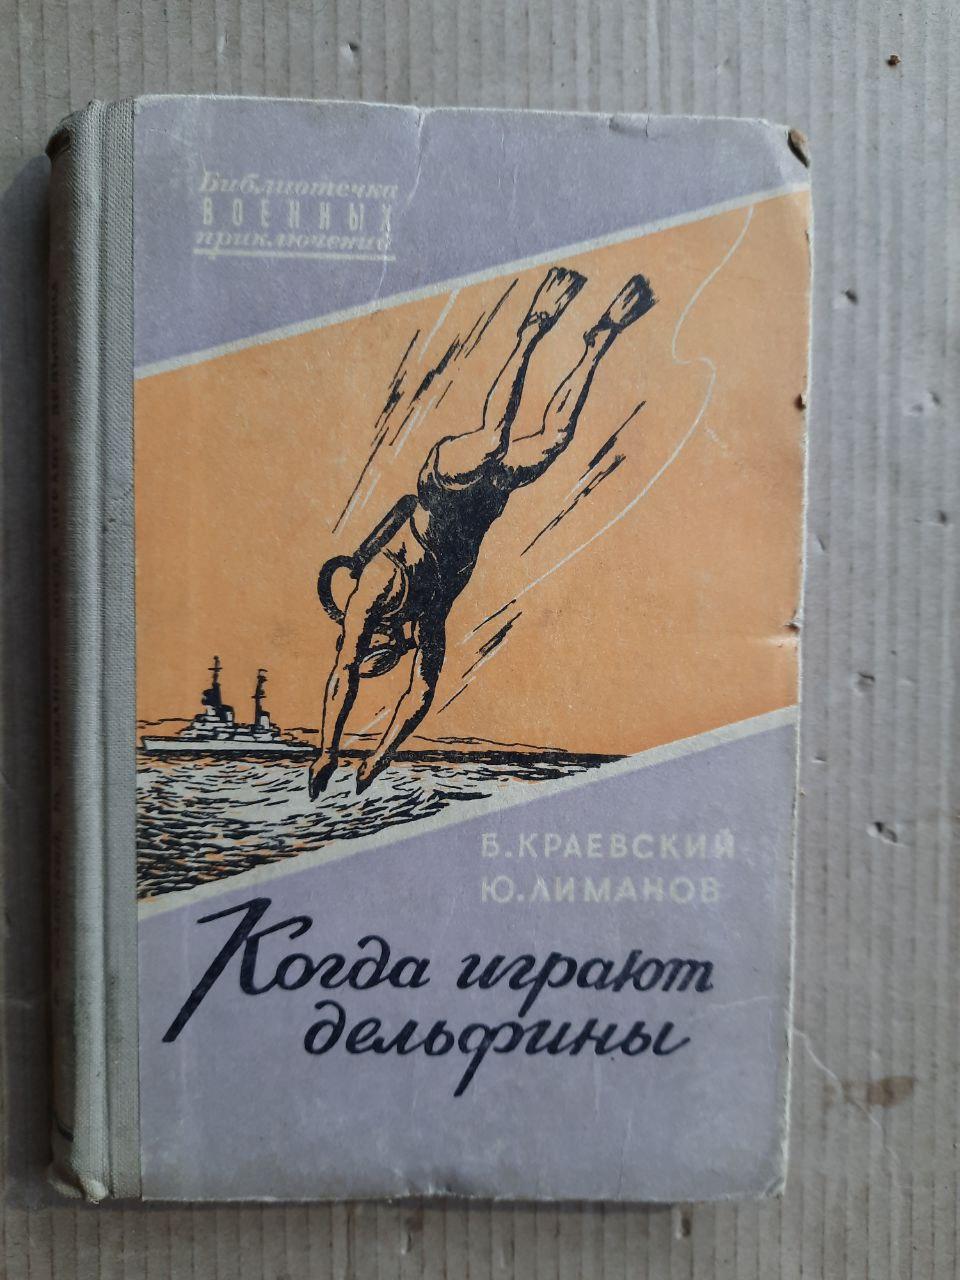 Библиотечка
ВОЕННЫХ
приключений
Б. КРАЕВСКИЙ
Ю. ЛИМАНОВ
Когда играют
дельфины